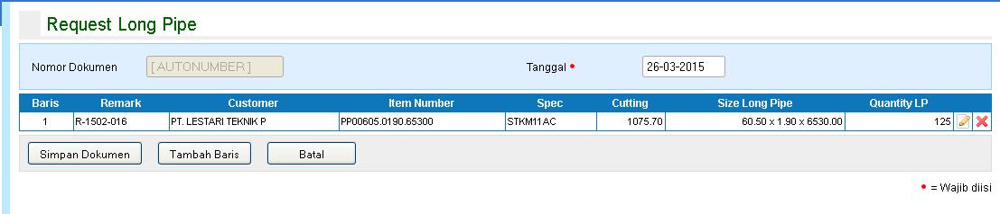 Request Long Pipe
Nomor Dokumen [ AUTONUMBER ] Tanggal • 26-03-2015
Baris Remark Customer Item Number Spec Cutting Size Long Pipe Quantity LP
1 R-1502-016 PT. LESTARI TEKNIK P PP00605.0190.65300 STKM11AC 1075.70 60.50 x 1.90 x 6530.00 125
Simpan Dokumen Tambah Baris Batal
• = Wajib diisi